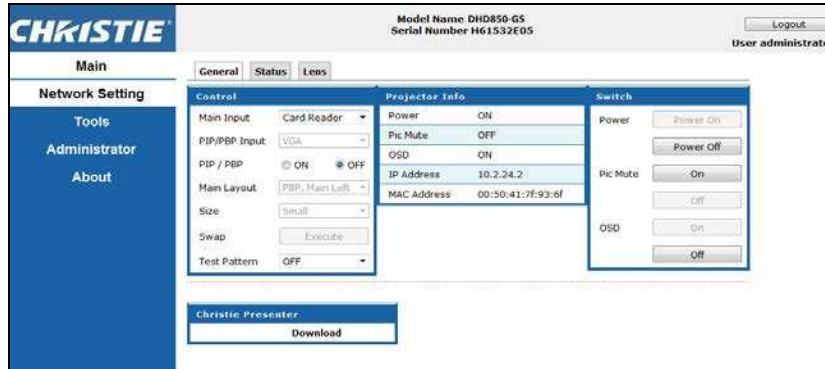 CHRISTIE
Model Name DHD850-GS
Serial Number H61532E05
Logout
User administrat
Main
Network Setting
Tools
Administrator
About
General Status Lens
Control
Main Input Card Reader
PIP/PBP Input VGA
PIP / PBP ON OFF
Main Layout PBP, Main Left
Size Small
Swap Execute
Test Pattern OFF
Projector Info
Power ON
Pic Mute OFF
OSD ON
IP Address 10.2.24.2
MAC Address 00:50:41:7f:93:6f
Switch
Power Power On
Power Off
Pic Mute On
Off
OSD On
Off
Christie Presenter
Download